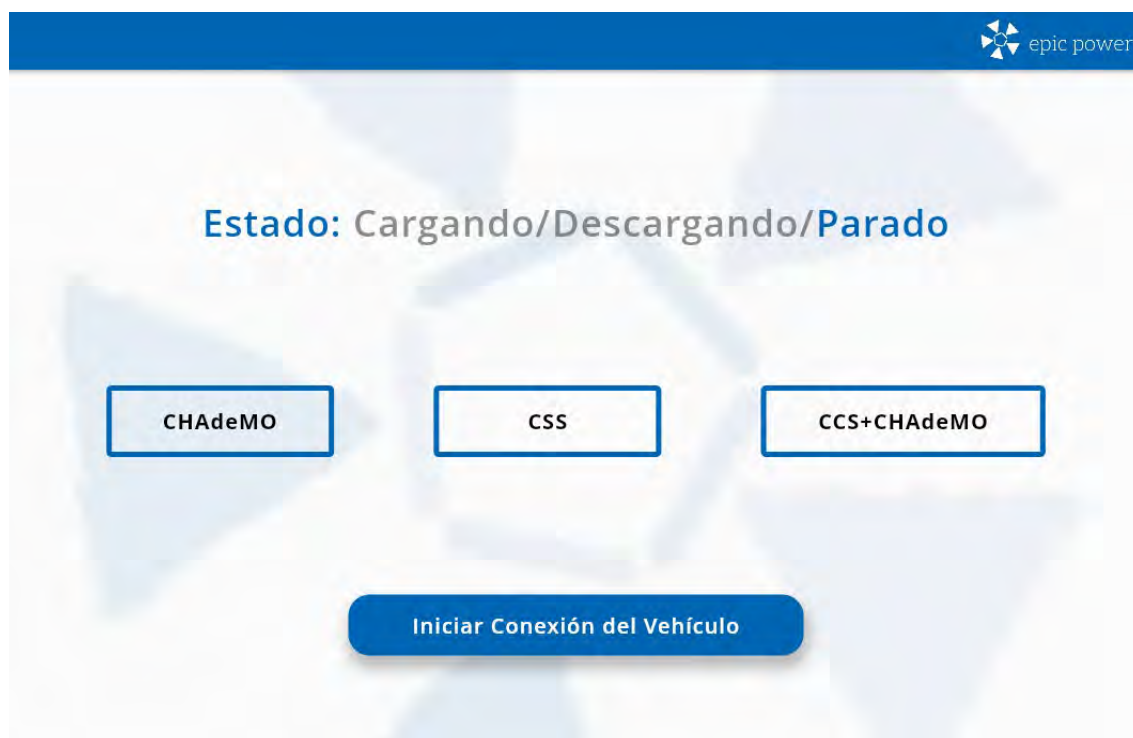 epic power
Estado: Cargando/Descargando/Parado
CHAdeMO
CSS
CCS+CHAdeMO
Iniciar Conexión del Vehículo